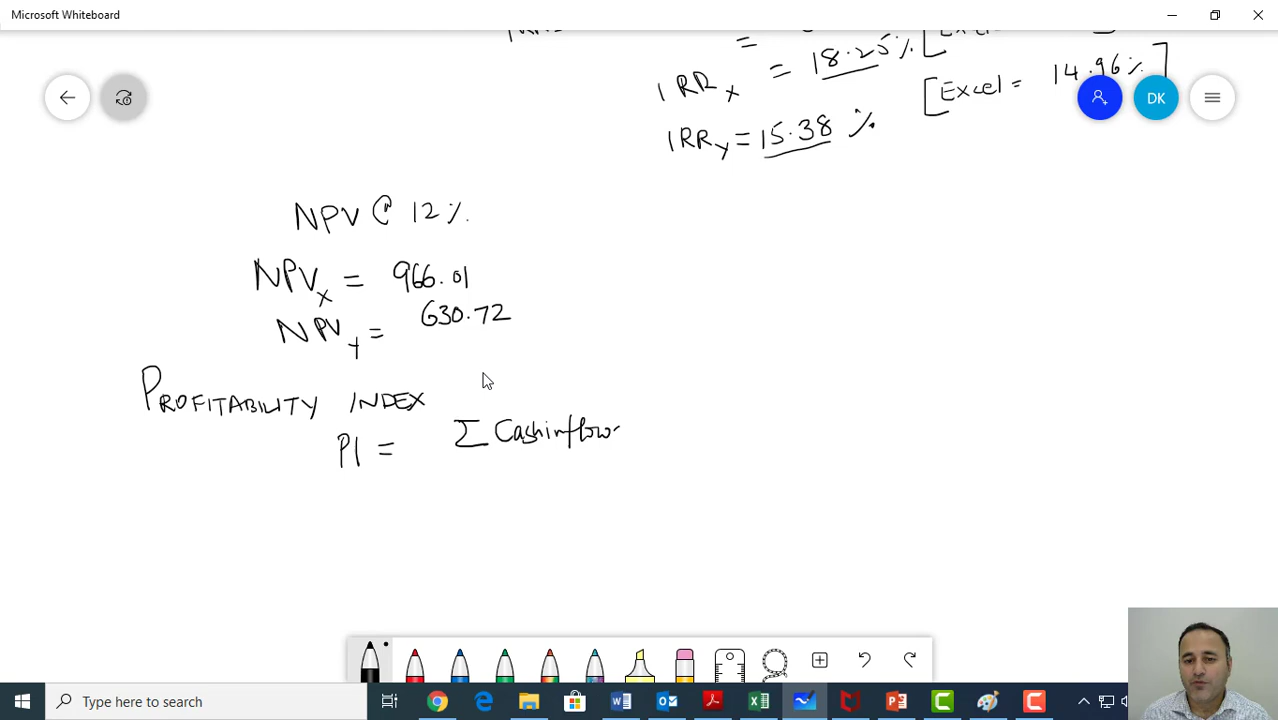 Microsoft Whiteboard
=
IRRx = 18.25%
[Excel = 14.96%]
IRRy = 15.38 %
DK
NPV @ 12%
NPVx = 966.01
NPVy = 630.72
PROFITABILITY INDEX
PI = Σ Cashinflow
Type here to search